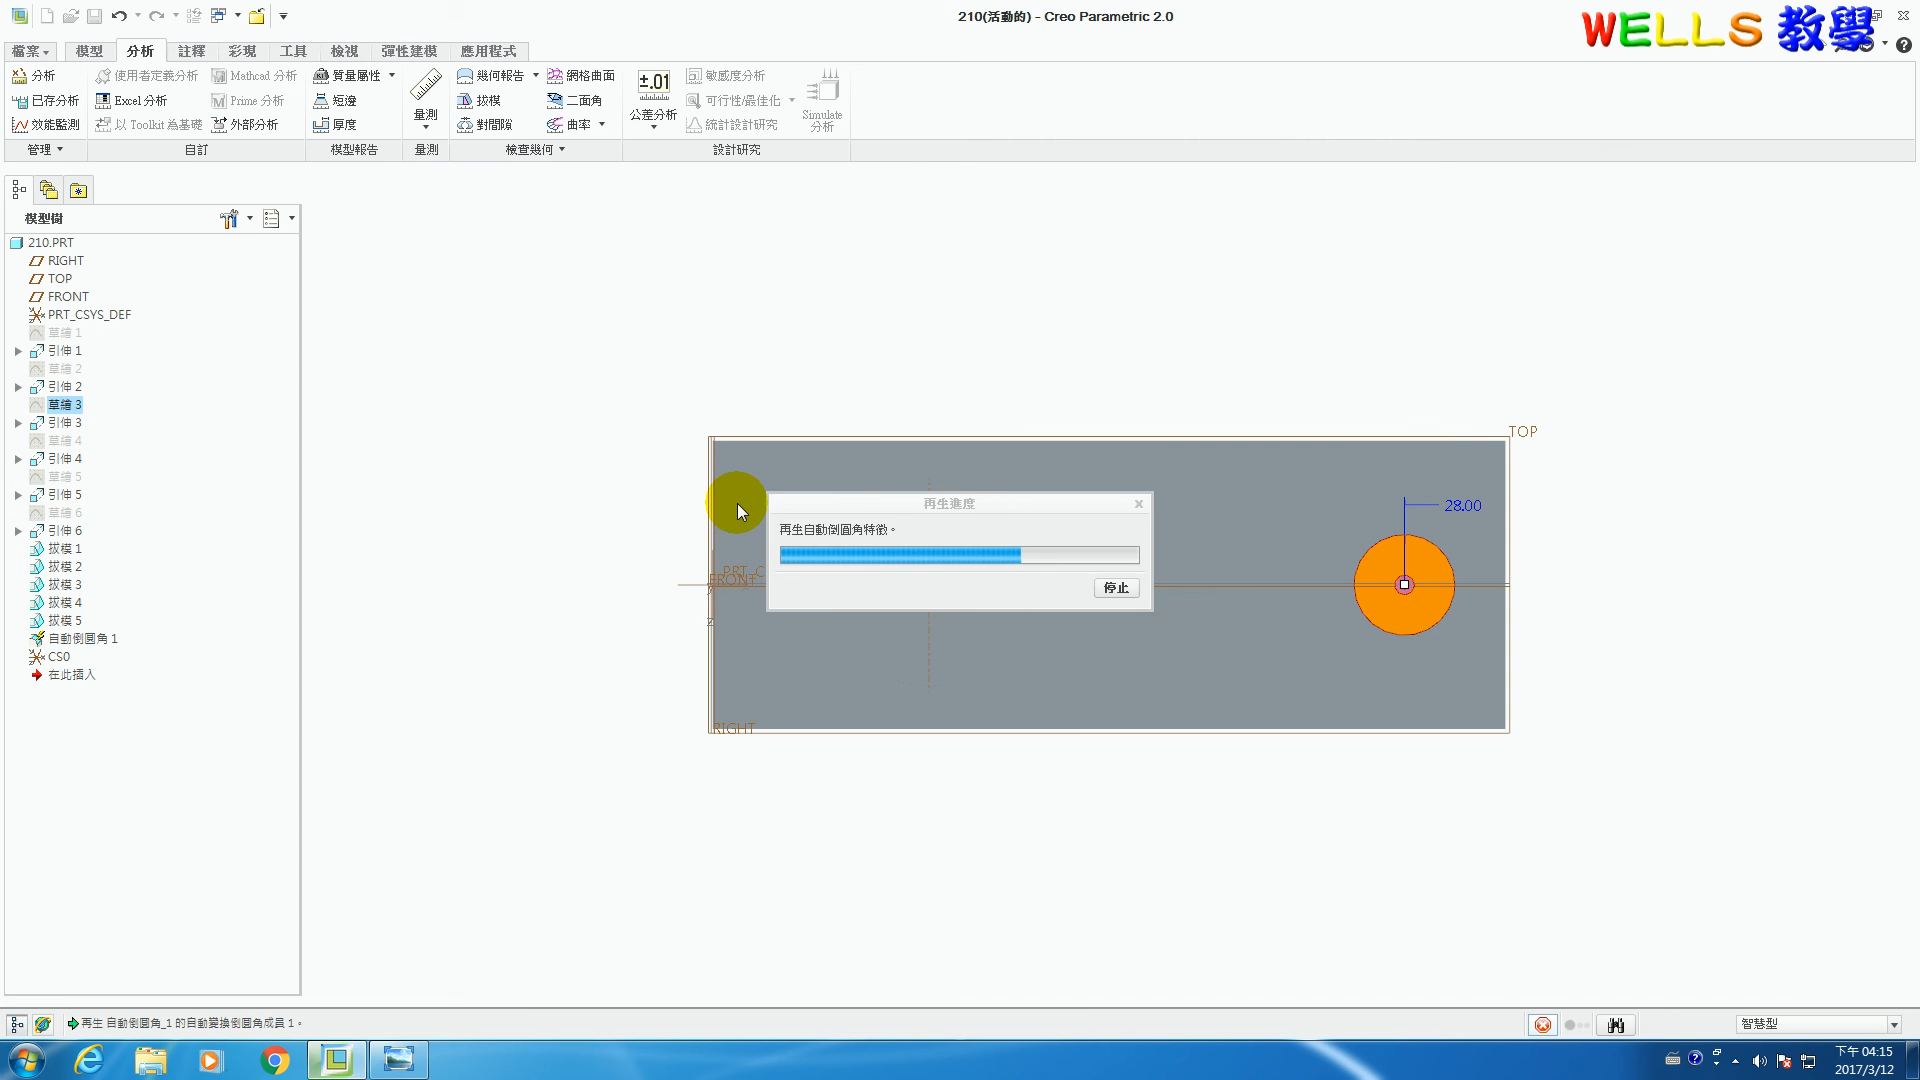 210(活動的) - Creo Parametric 2.0
WELLS 教學
檔案
模型
分析
註釋
彩現
工具
檢視
彈性建模
應用程式
分析
使用者定義分析
Mathcad 分析
質量屬性
幾何報告
網格曲面
敏感度分析
已存分析
Excel 分析
Prime 分析
短邊
拔模
二面角
可行性/最佳化
效能監測
以 Toolkit 為基礎
外部分析
厚度
量測
對間隙
曲率
±.01
公差分析
統計設計研究
Simulate
分析
管理
自訂
模型報告
量測
檢查幾何
設計研究
模型樹
210.PRT
RIGHT
TOP
FRONT
PRT_CSYS_DEF
草繪 1
引伸 1
草繪 2
引伸 2
草繪 3
引伸 3
草繪 4
引伸 4
草繪 5
引伸 5
草繪 6
引伸 6
拔模 1
拔模 2
拔模 3
拔模 4
拔模 5
自動倒圓角 1
CS0
在此插入
TOP
28.00
再生進度
再生自動倒圓角特徵。
停止
PRT_C
FRONT
RIGHT
再生 自動倒圓角_1 的自動變換倒圓角成員 1。
智慧型
下午 04:15
2017/3/12